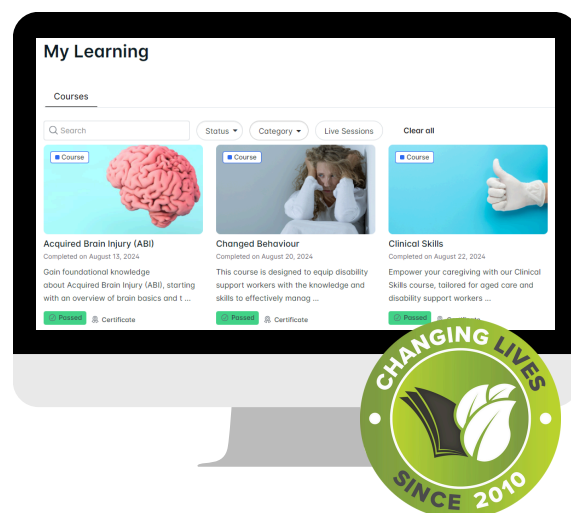 My Learning
Courses
Search
Status
Category
Live Sessions
Clear all
Course
Course
Course
Acquired Brain Injury (ABI)
Completed on August 13, 2024
Gain foundational knowledge
about Acquired Brain Injury (ABI), starting
with an overview of brain basics and t ...
Passed
Certificate
Changed Behaviour
Completed on August 20, 2024
This course is designed to equip disability
support workers with the knowledge and
skills to effectively manag ...
Passed
Certificate
Clinical Skills
Completed on August 22, 2024
Empower your caregiving with our Clinical
Skills course, tailored for aged care and
disability support workers ...
Passed
Certificate
CHANGING LIVES
SINCE 2010